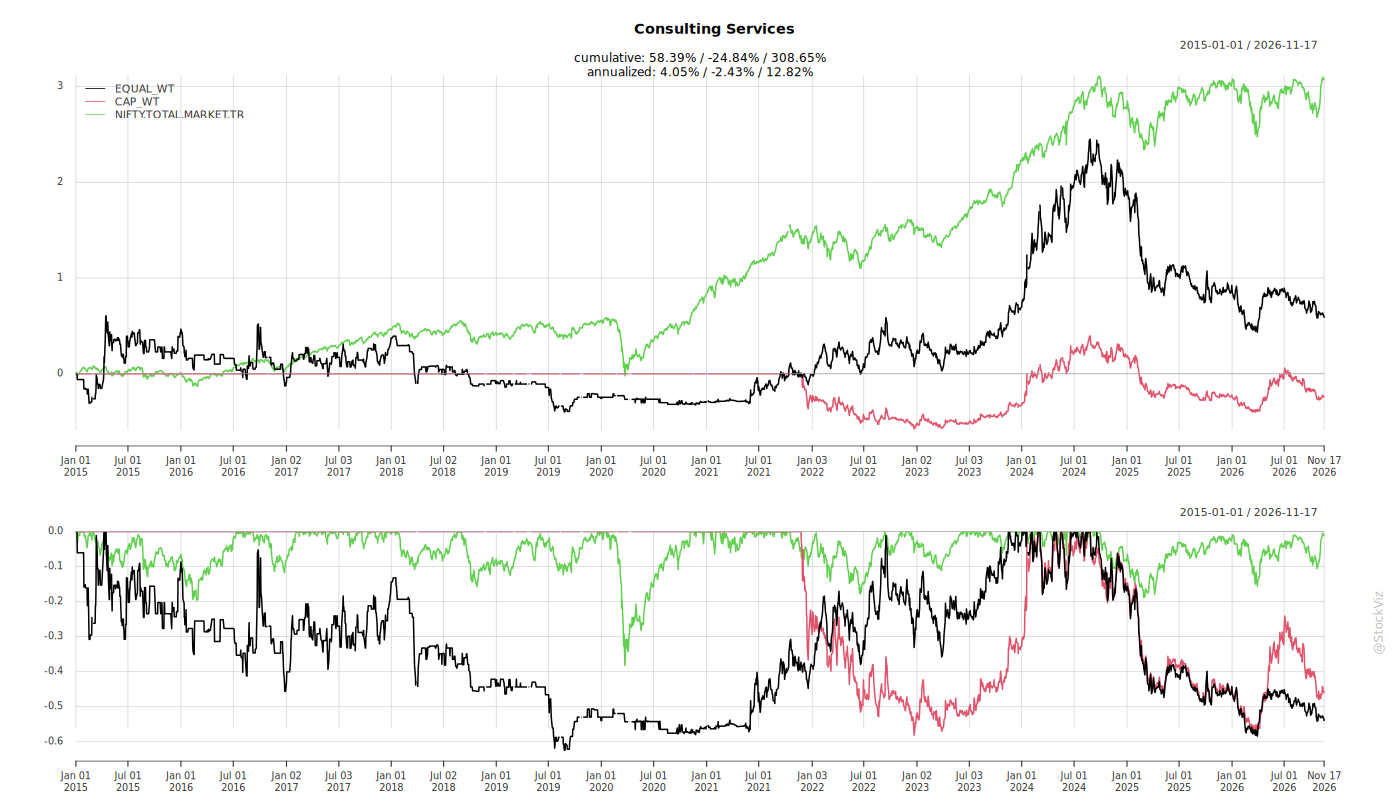 Consulting Services
2015-01-01 / 2026-11-17
cumulative: 58.39% / -24.84% / 308.65%
annualized: 4.05% / -2.43% / 12.82%
EQUAL_WT
CAP_WT
NIFTY.TOTAL.MARKET.TR
3
2
1
0
Jan 01 Jul 01 Jan 01 Jul 01 Jan 02 Jul 03 Jan 01 Jul 02 Jan 01 Jul 01 Jan 01 Jul 01 Jan 01 Jul 01 Jan 03 Jul 01 Jan 02 Jul 03 Jan 01 Jul 01 Jan 01 Jul 01 Jan 01 Jul 01 Nov 17
2015 2015 2016 2016 2017 2017 2018 2018 2019 2019 2020 2020 2021 2021 2022 2022 2023 2023 2024 2024 2025 2025 2026 2026 2026
2015-01-01 / 2026-11-17
0.0
-0.1
-0.2
-0.3
-0.4
-0.5
-0.6
Jan 01 Jul 01 Jan 01 Jul 01 Jan 02 Jul 03 Jan 01 Jul 02 Jan 01 Jul 01 Jan 01 Jul 01 Jan 01 Jul 01 Jan 03 Jul 01 Jan 02 Jul 03 Jan 01 Jul 01 Jan 01 Jul 01 Jan 01 Jul 01 Nov 17
2015 2015 2016 2016 2017 2017 2018 2018 2019 2019 2020 2020 2021 2021 2022 2022 2023 2023 2024 2024 2025 2025 2026 2026 2026
@StockViz